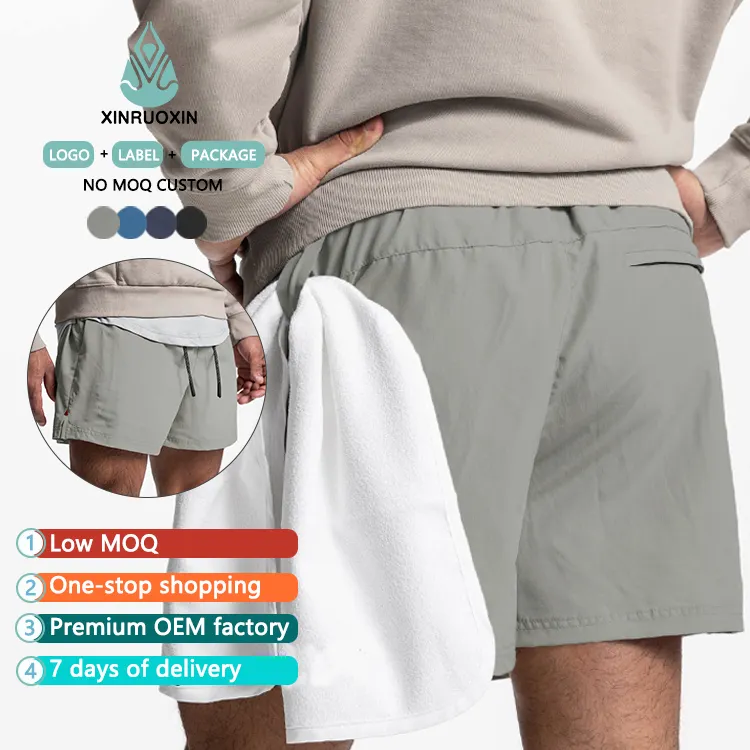 XINRUOXIN
LOGO + LABEL + PACKAGE
NO MOQ CUSTOM
1 Low MOQ
2 One-stop shopping
3 Premium OEM factory
4 7 days of delivery